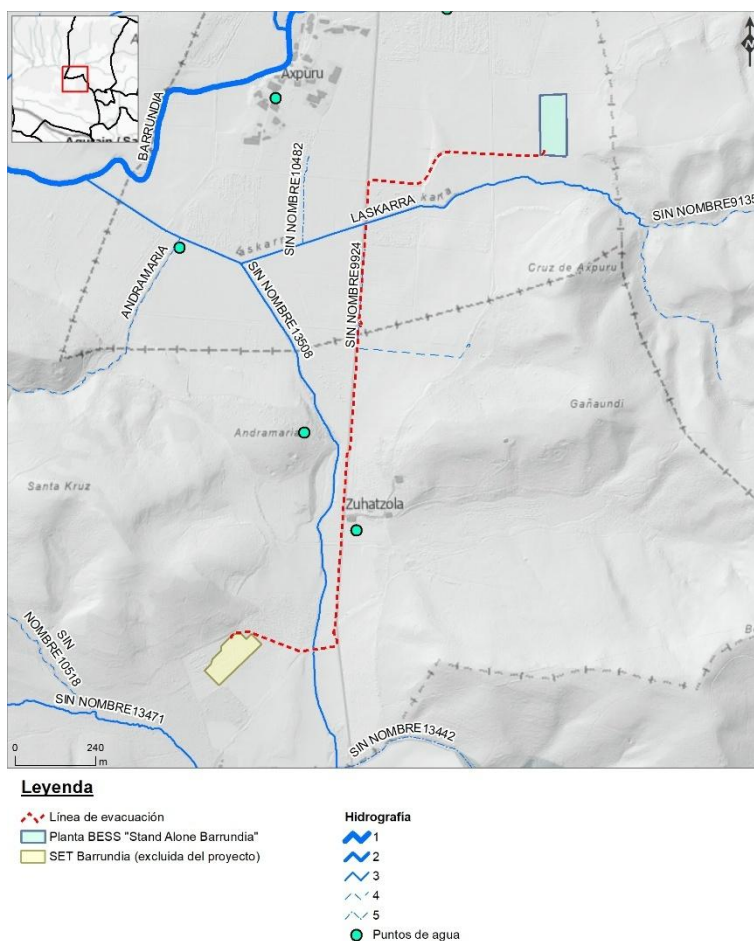 Axpuru
BARRUNDIA
SIN NOMBRE10482
LASKARRA
SIN NOMBRE9135
ANDRAMARIA
SIN NOMBRE13508
SIN NOMBRE9924
Cruz de Axpuru
Gañaundi
Andramaria
Santa Kruz
Zuhatzola
SIN
NOMBRE10518
SIN NOMBRE13471
SIN NOMBRE13442
0 240
m
Leyenda
Línea de evacuación
Planta BESS "Stand Alone Barrundia"
SET Barrundia (excluida del proyecto)
Hidrografía
1
2
3
4
5
Puntos de agua
N